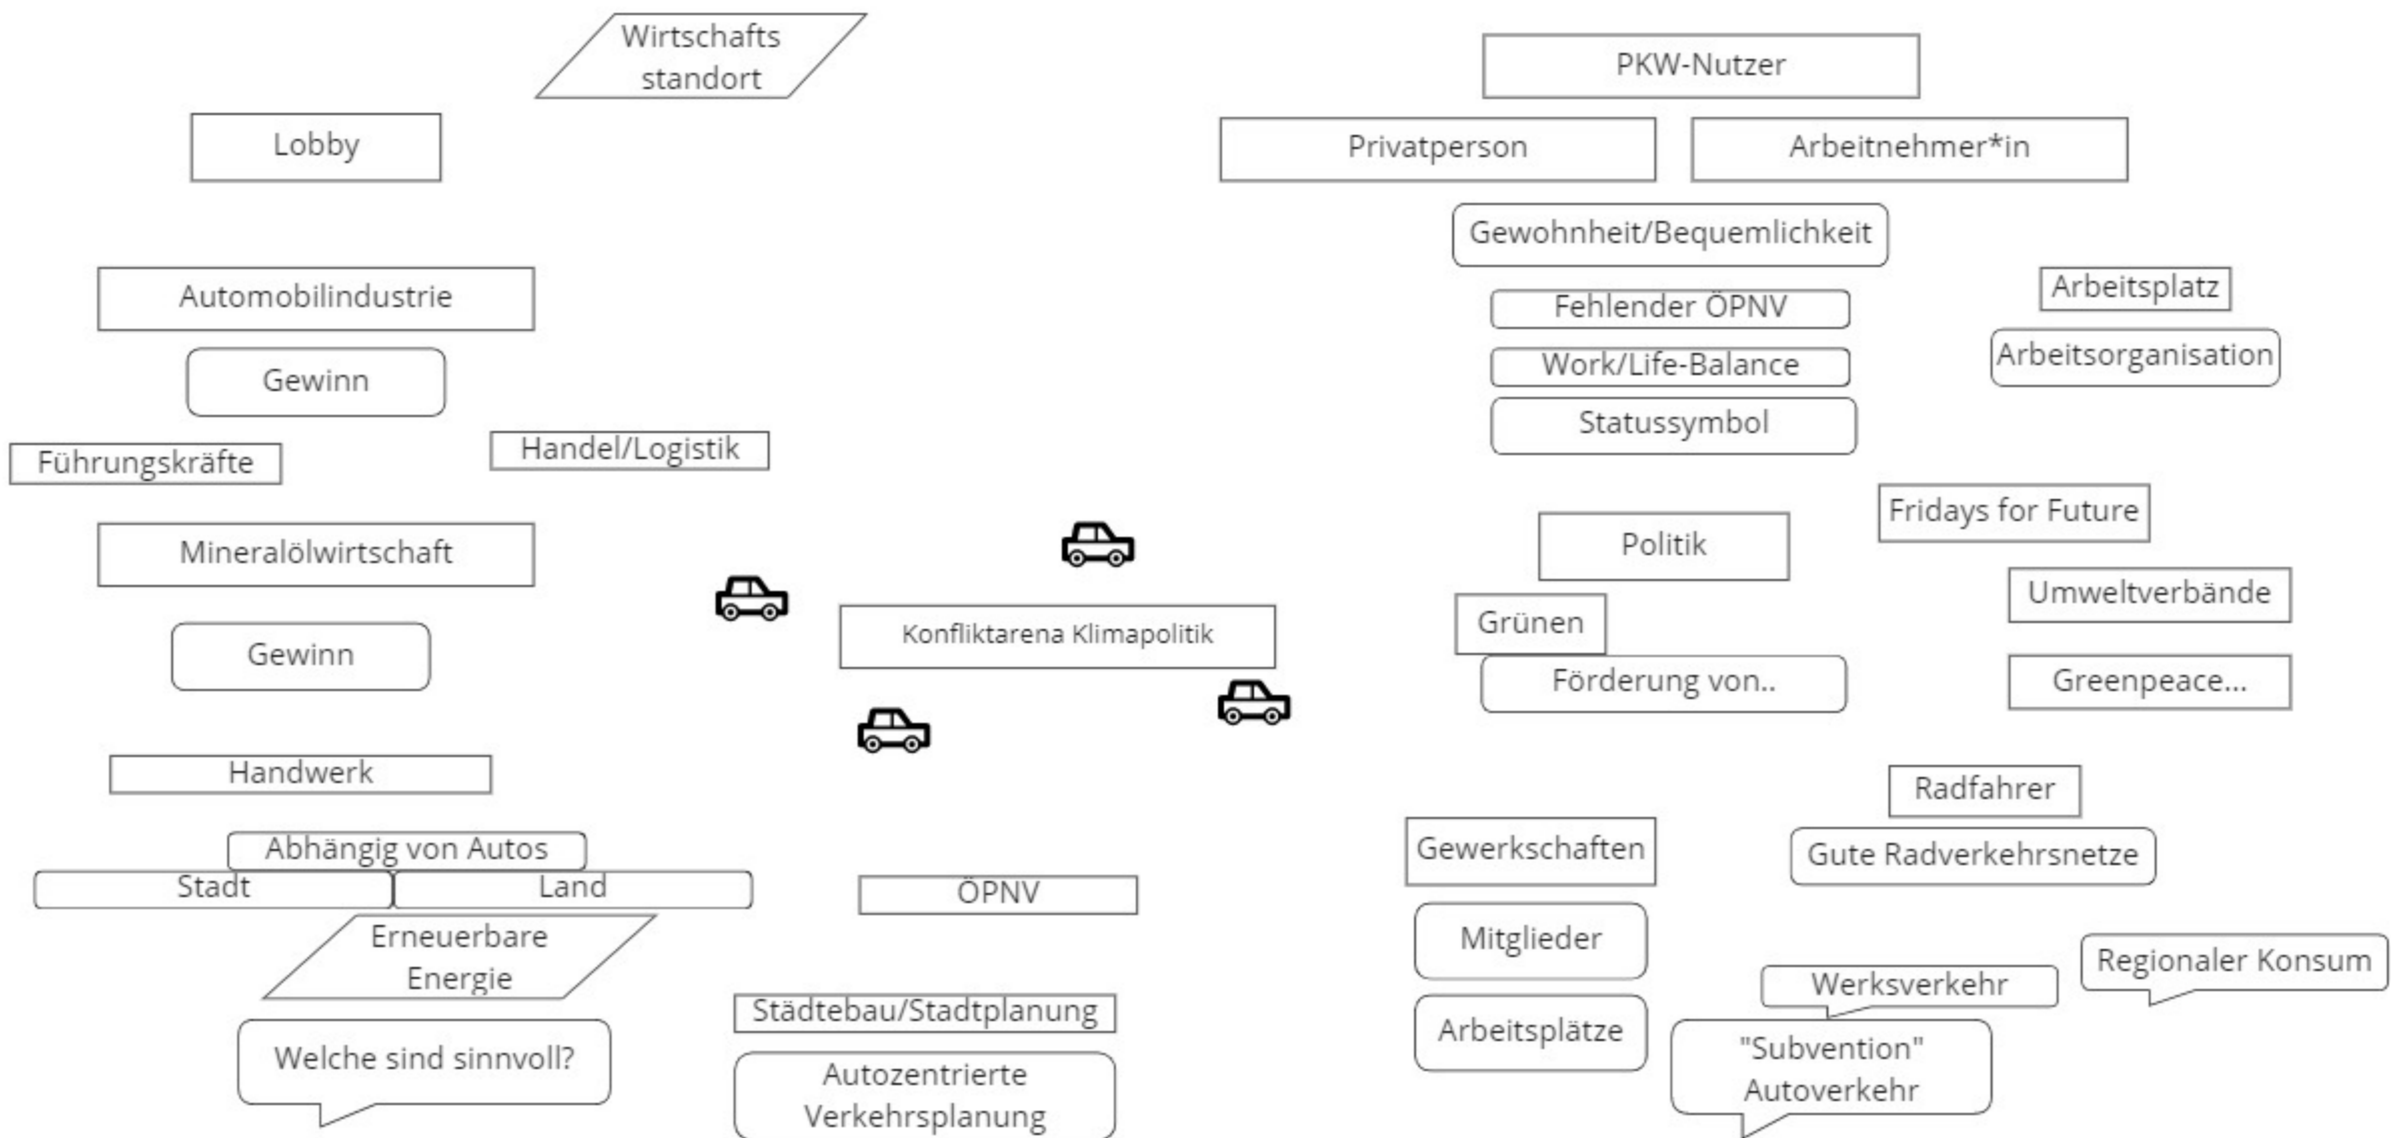 Wirtschafts
standort
PKW-Nutzer
Lobby
Privatperson
Arbeitnehmer*in
Gewohnheit/Bequemlichkeit
Automobilindustrie
Fehlender ÖPNV
Arbeitsplatz
Gewinn
Work/Life-Balance
Arbeitsorganisation
Statussymbol
Führungskräfte
Handel/Logistik
Fridays for Future
Mineralölwirtschaft
Politik
Umweltverbände
Konfliktarena Klimapolitik
Grünen
Gewinn
Förderung von..
Greenpeace...
Handwerk
Radfahrer
Abhängig von Autos
Gewerkschaften
Gute Radverkehrsnetze
Stadt
Land
ÖPNV
Erneuerbare
Energie
Mitglieder
Regionaler Konsum
Werksverkehr
Städtebau/Stadtplanung
Arbeitsplätze
Welche sind sinnvoll?
"Subvention"
Autoverkehr
Autozentrierte
Verkehrsplanung